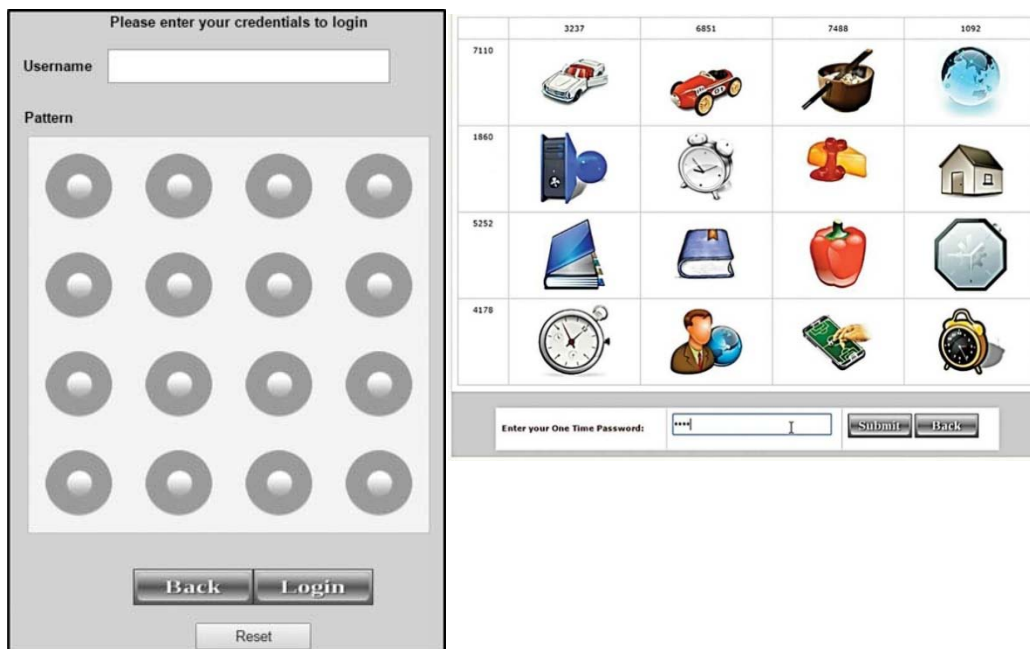 Please enter your credentials to login
Username
Pattern
Back Login
Reset
3237 6851 7488 1092
7110
1860
5252
4178
Enter your One Time Password: ****
Submit Back